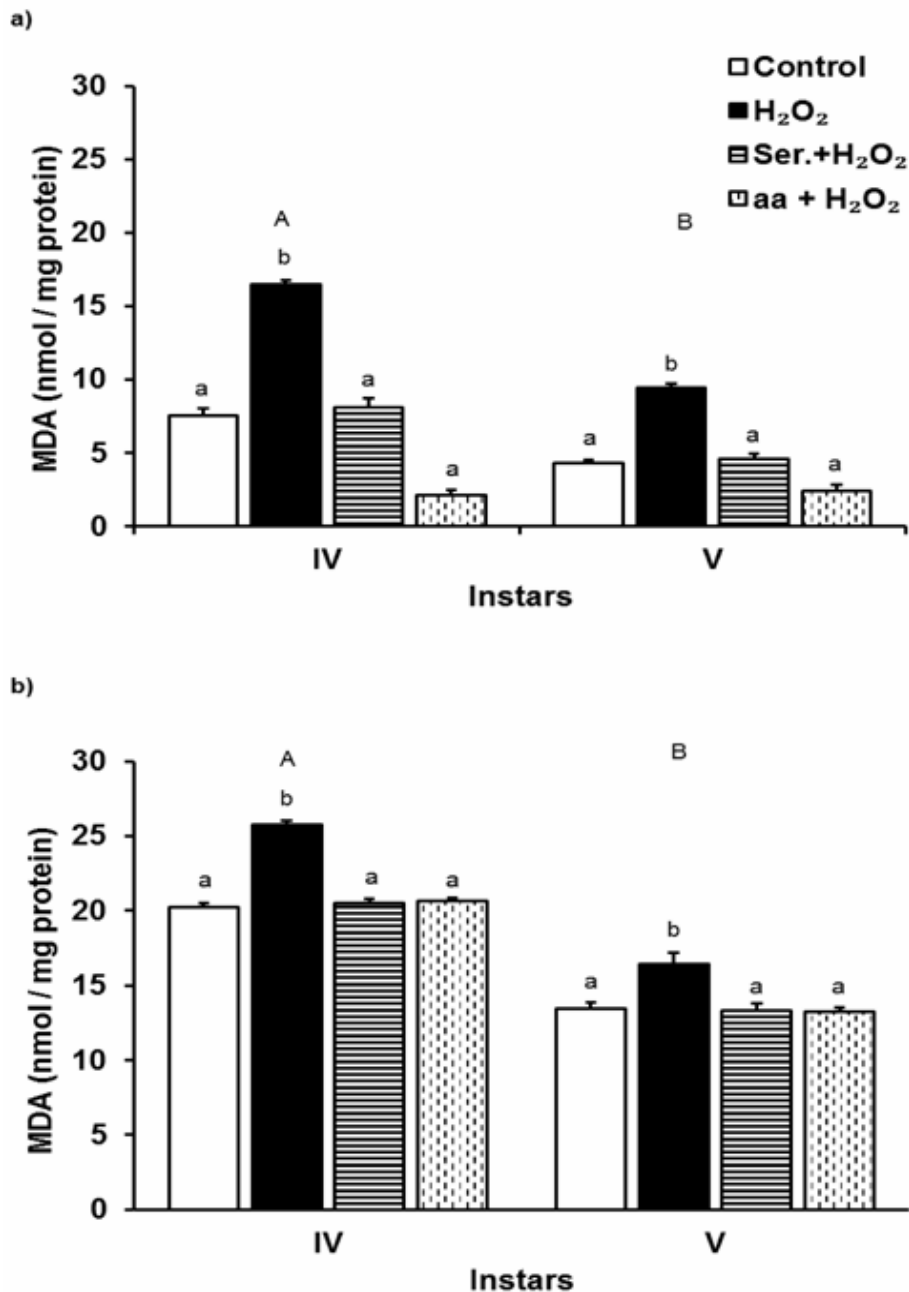 a)
MDA (nmol / mg protein)
30
25
20
15
10
5
0
Control
H₂O₂
Ser.+H₂O₂
aa + H₂O₂
A
B
a
b
a
a
a
b
a
a
IV
V
Instars
b)
MDA (nmol / mg protein)
30
25
20
15
10
5
0
A
B
a
b
a
a
a
b
a
a
IV
V
Instars